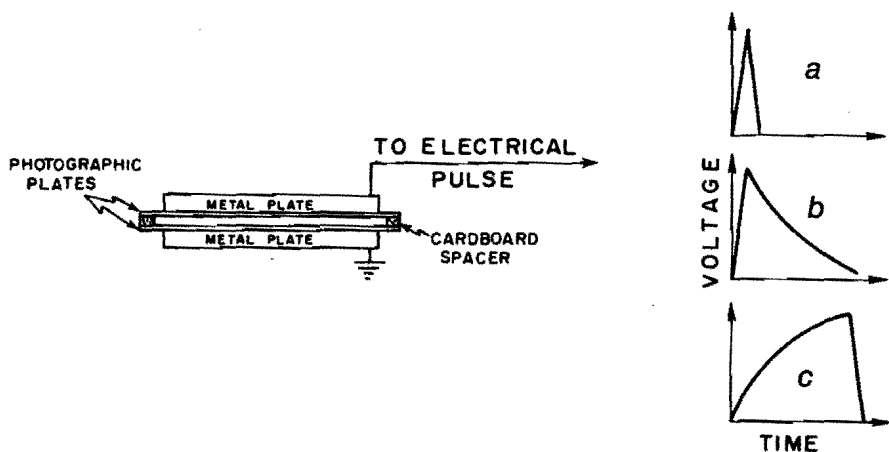 PHOTOGRAPHIC
PLATES
METAL PLATE
METAL PLATE
TO ELECTRICAL
PULSE
CARDBOARD
SPACER
VOLTAGE
a
b
c
TIME